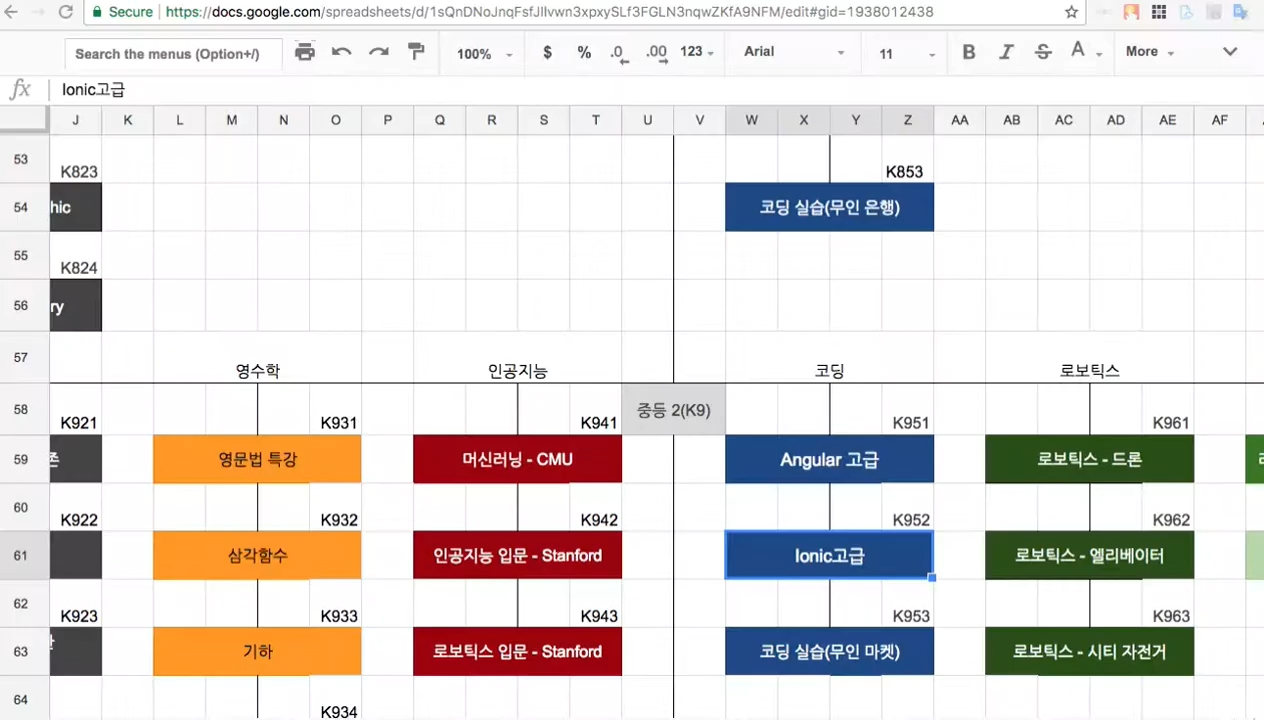 Secure https://docs.google.com/spreadsheets/d/1sQnDNoJnqFsfJIlvwn3xpxySLf3FGLN3nqwZKfA9NFM/edit#gid=1938012438
Search the menus (Option+/) 100% $ % .0 .00 123 Arial 11 B I S A More
fx Ionic고급
J K L M N O P Q R S T U V W X Y Z AA AB AC AD AE AF
53 K823 K853
54 hic 코딩 실습(무인 은행)
55 K824
56 ry
57 영수학 인공지능 코딩 로보틱스
58 K921 K931 K941 중등 2(K9) K951 K961
59 존 영문법 특강 머신러닝 - CMU Angular 고급 로보틱스 - 드론
60 K922 K932 K942 K952 K962
61 삼각함수 인공지능 입문 - Stanford Ionic고급 로보틱스 - 엘리베이터
62 K923 K933 K943 K953 K963
63 기하 로보틱스 입문 - Stanford 코딩 실습(무인 마켓) 로보틱스 - 시티 자전거
64 K934